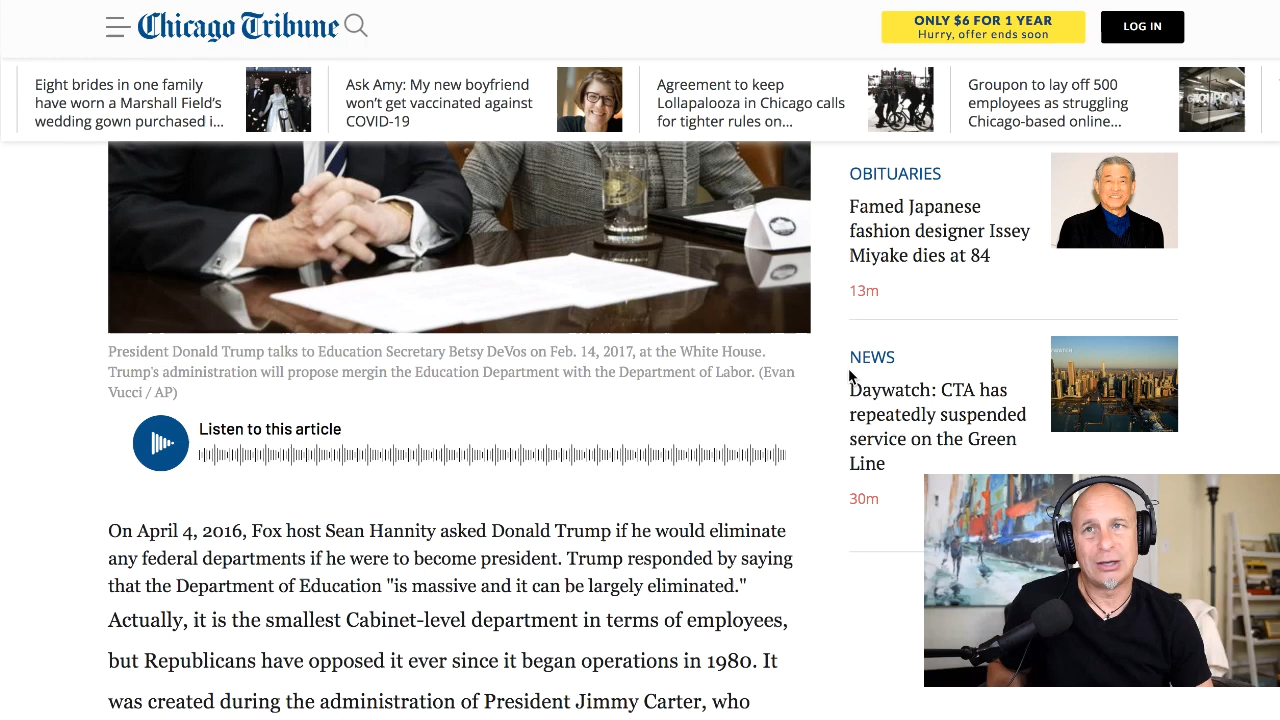 Chicago Tribune
ONLY $6 FOR 1 YEAR
Hurry, offer ends soon
LOG IN
Eight brides in one family
have worn a Marshall Field's
wedding gown purchased i...
Ask Amy: My new boyfriend
won't get vaccinated against
COVID-19
Agreement to keep
Lollapalooza in Chicago calls
for tighter rules on...
Groupon to lay off 500
employees as struggling
Chicago-based online...
GROUPON
President Donald Trump talks to Education Secretary Betsy DeVos on Feb. 14, 2017, at the White House.
Trump's administration will propose mergin the Education Department with the Department of Labor. (Evan
Vucci / AP)
Listen to this article
On April 4, 2016, Fox host Sean Hannity asked Donald Trump if he would eliminate
any federal departments if he were to become president. Trump responded by saying
that the Department of Education "is massive and it can be largely eliminated."
Actually, it is the smallest Cabinet-level department in terms of employees,
but Republicans have opposed it ever since it began operations in 1980. It
was created during the administration of President Jimmy Carter, who
OBITUARIES
Famed Japanese
fashion designer Issey
Miyake dies at 84
13m
NEWS
Daywatch: CTA has
repeatedly suspended
service on the Green
Line
30m